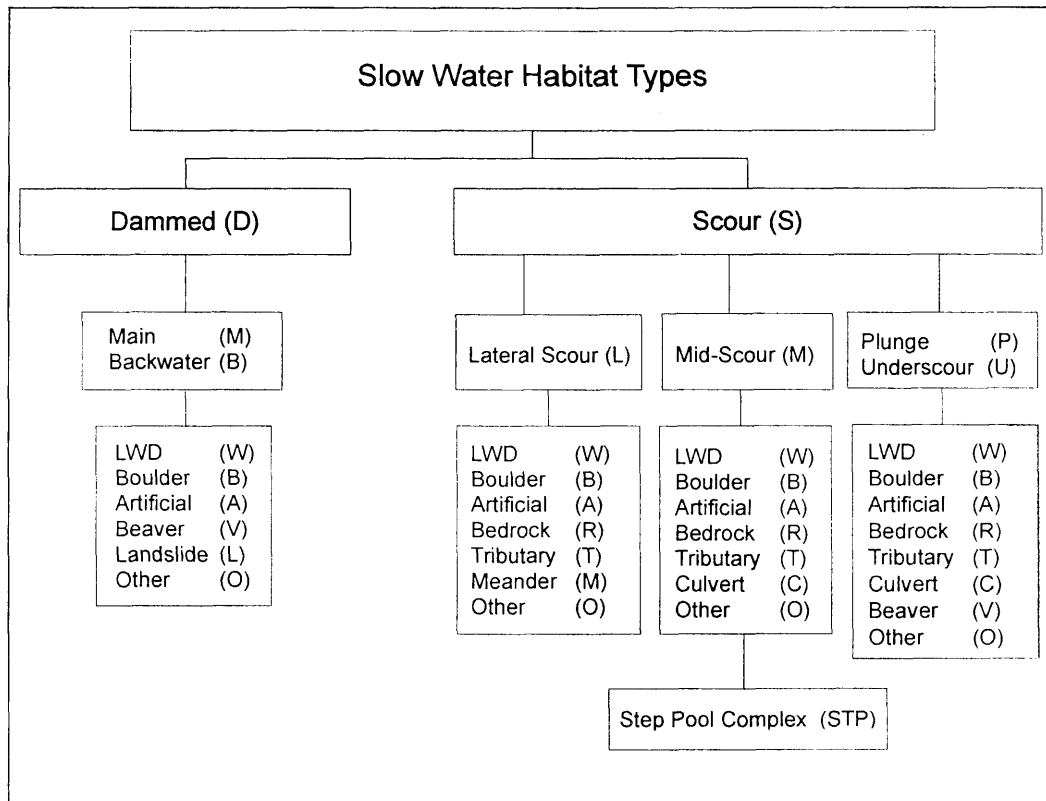 Slow Water Habitat Types
Dammed (D)
Scour (S)
Main (M)
Backwater (B)
Lateral Scour (L)
Mid-Scour (M)
Plunge (P)
Underscour (U)
LWD (W)
Boulder (B)
Artificial (A)
Beaver (V)
Landslide (L)
Other (O)
LWD (W)
Boulder (B)
Artificial (A)
Bedrock (R)
Tributary (T)
Meander (M)
Other (O)
LWD (W)
Boulder (B)
Artificial (A)
Bedrock (R)
Tributary (T)
Culvert (C)
Other (O)
LWD (W)
Boulder (B)
Artificial (A)
Bedrock (R)
Tributary (T)
Culvert (C)
Beaver (V)
Other (O)
Step Pool Complex (STP)